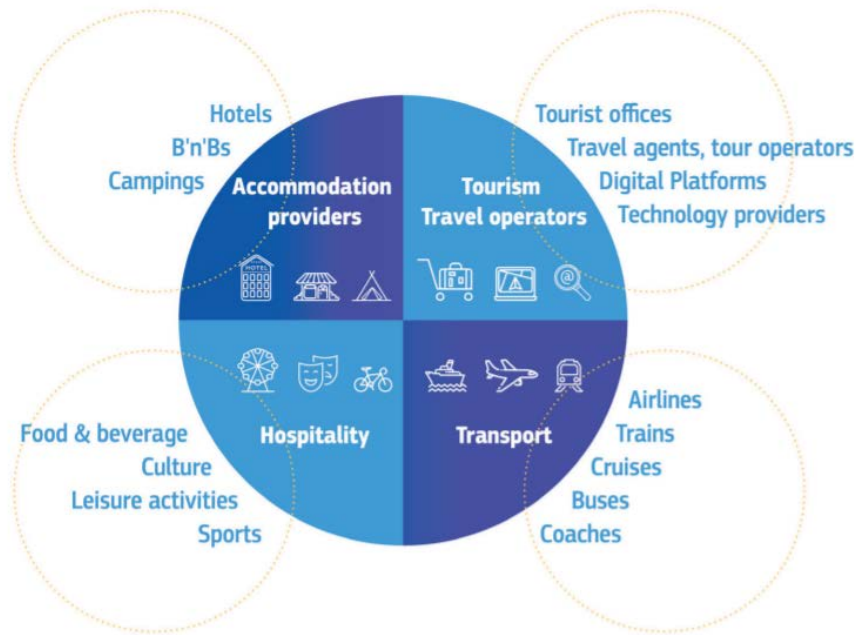 Hotels
B'n'Bs
Campings
Accommodation
providers
HOTEL
Tourist offices
Travel agents, tour operators
Digital Platforms
Technology providers
Tourism
Travel operators
@
Food & beverage
Culture
Leisure activities
Sports
Hospitality
Transport
Airlines
Trains
Cruises
Buses
Coaches